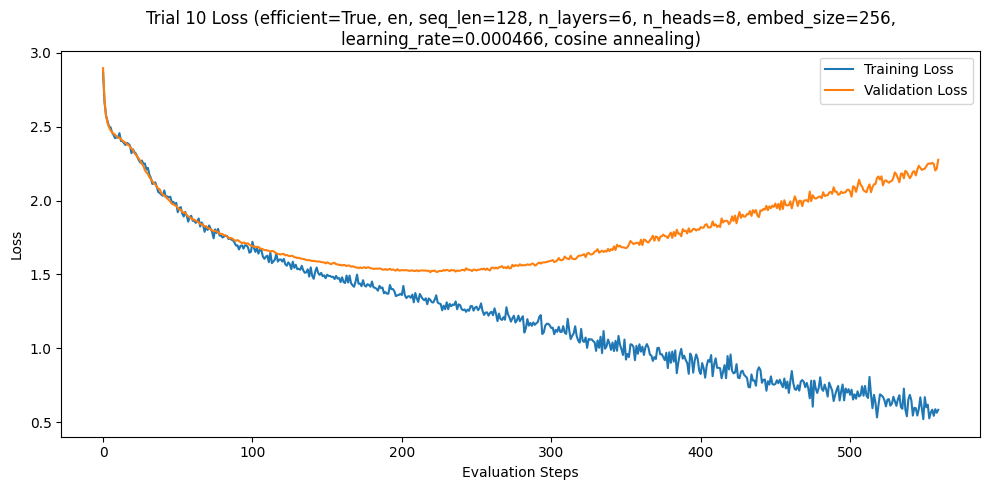 Trial 10 Loss (efficient=True, en, seq_len=128, n_layers=6, n_heads=8, embed_size=256,
learning_rate=0.000466, cosine annealing)
Training Loss
Validation Loss
3.0
2.5
2.0
1.5
1.0
0.5
Loss
0
100
200
300
400
500
Evaluation Steps